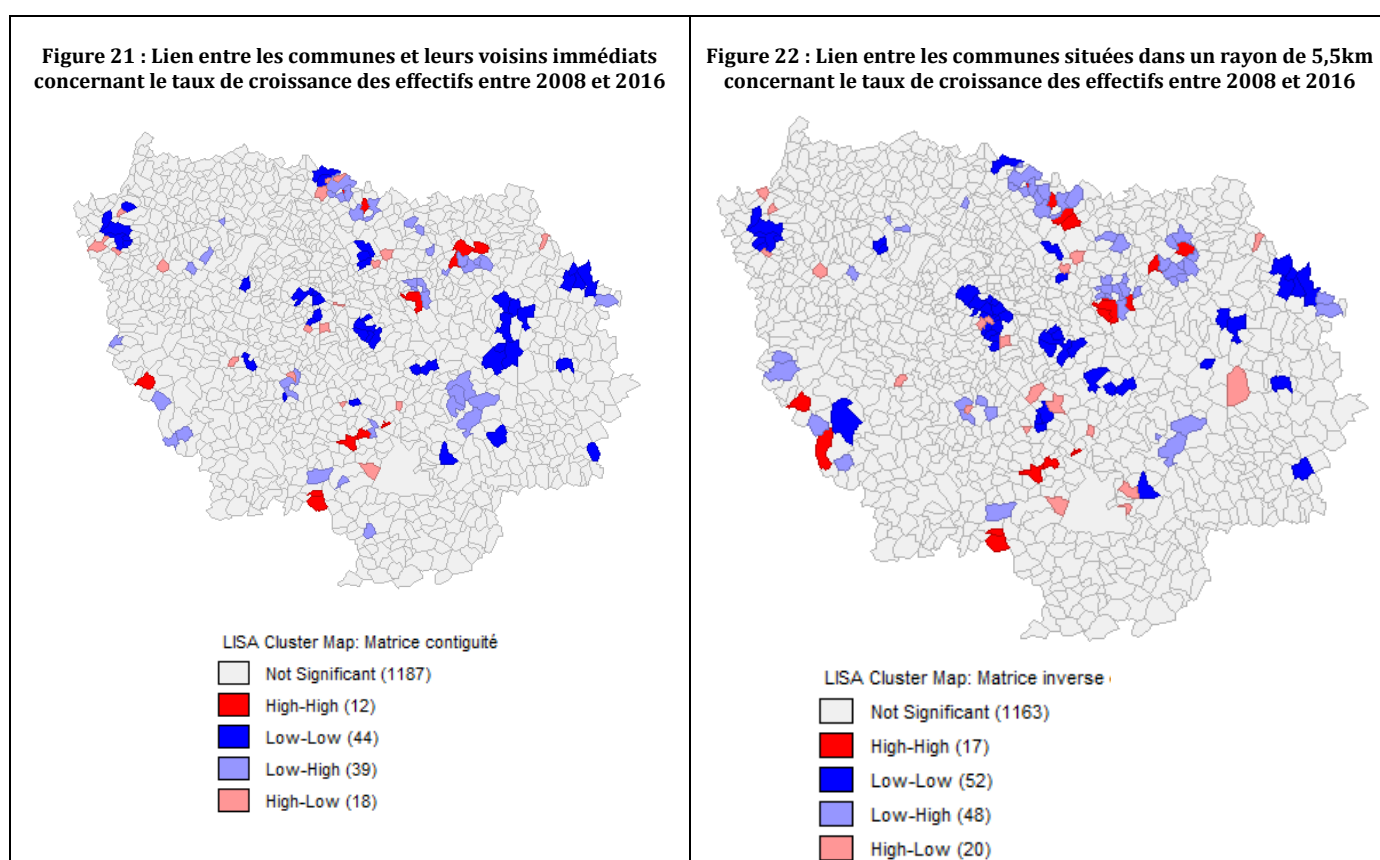 Figure 21 : Lien entre les communes et leurs voisins immédiats
concernant le taux de croissance des effectifs entre 2008 et 2016
LISA Cluster Map: Matrice contiguité
Not Significant (1187)
High-High (12)
Low-Low (44)
Low-High (39)
High-Low (18)
Figure 22 : Lien entre les communes situées dans un rayon de 5,5km
concernant le taux de croissance des effectifs entre 2008 et 2016
LISA Cluster Map: Matrice inverse
Not Significant (1163)
High-High (17)
Low-Low (52)
Low-High (48)
High-Low (20)